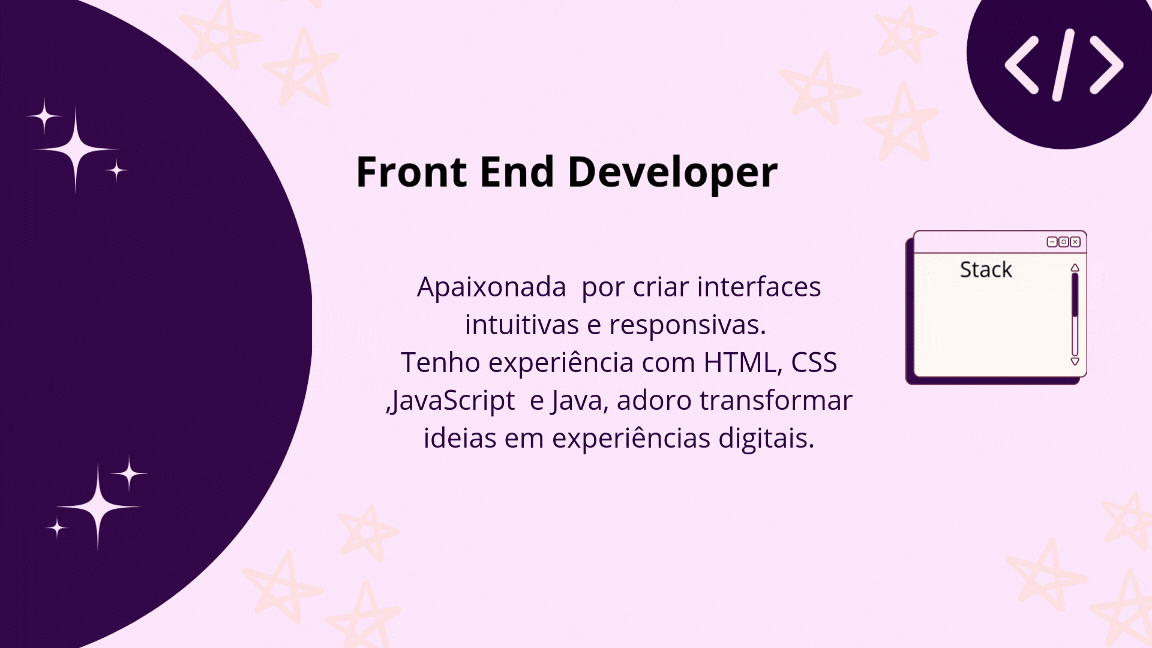 </>
Front End Developer
Stack
Apaixonada  por criar interfaces
intuitivas e responsivas.
Tenho experiência com HTML, CSS
,JavaScript  e Java, adoro transformar
ideias em experiências digitais.